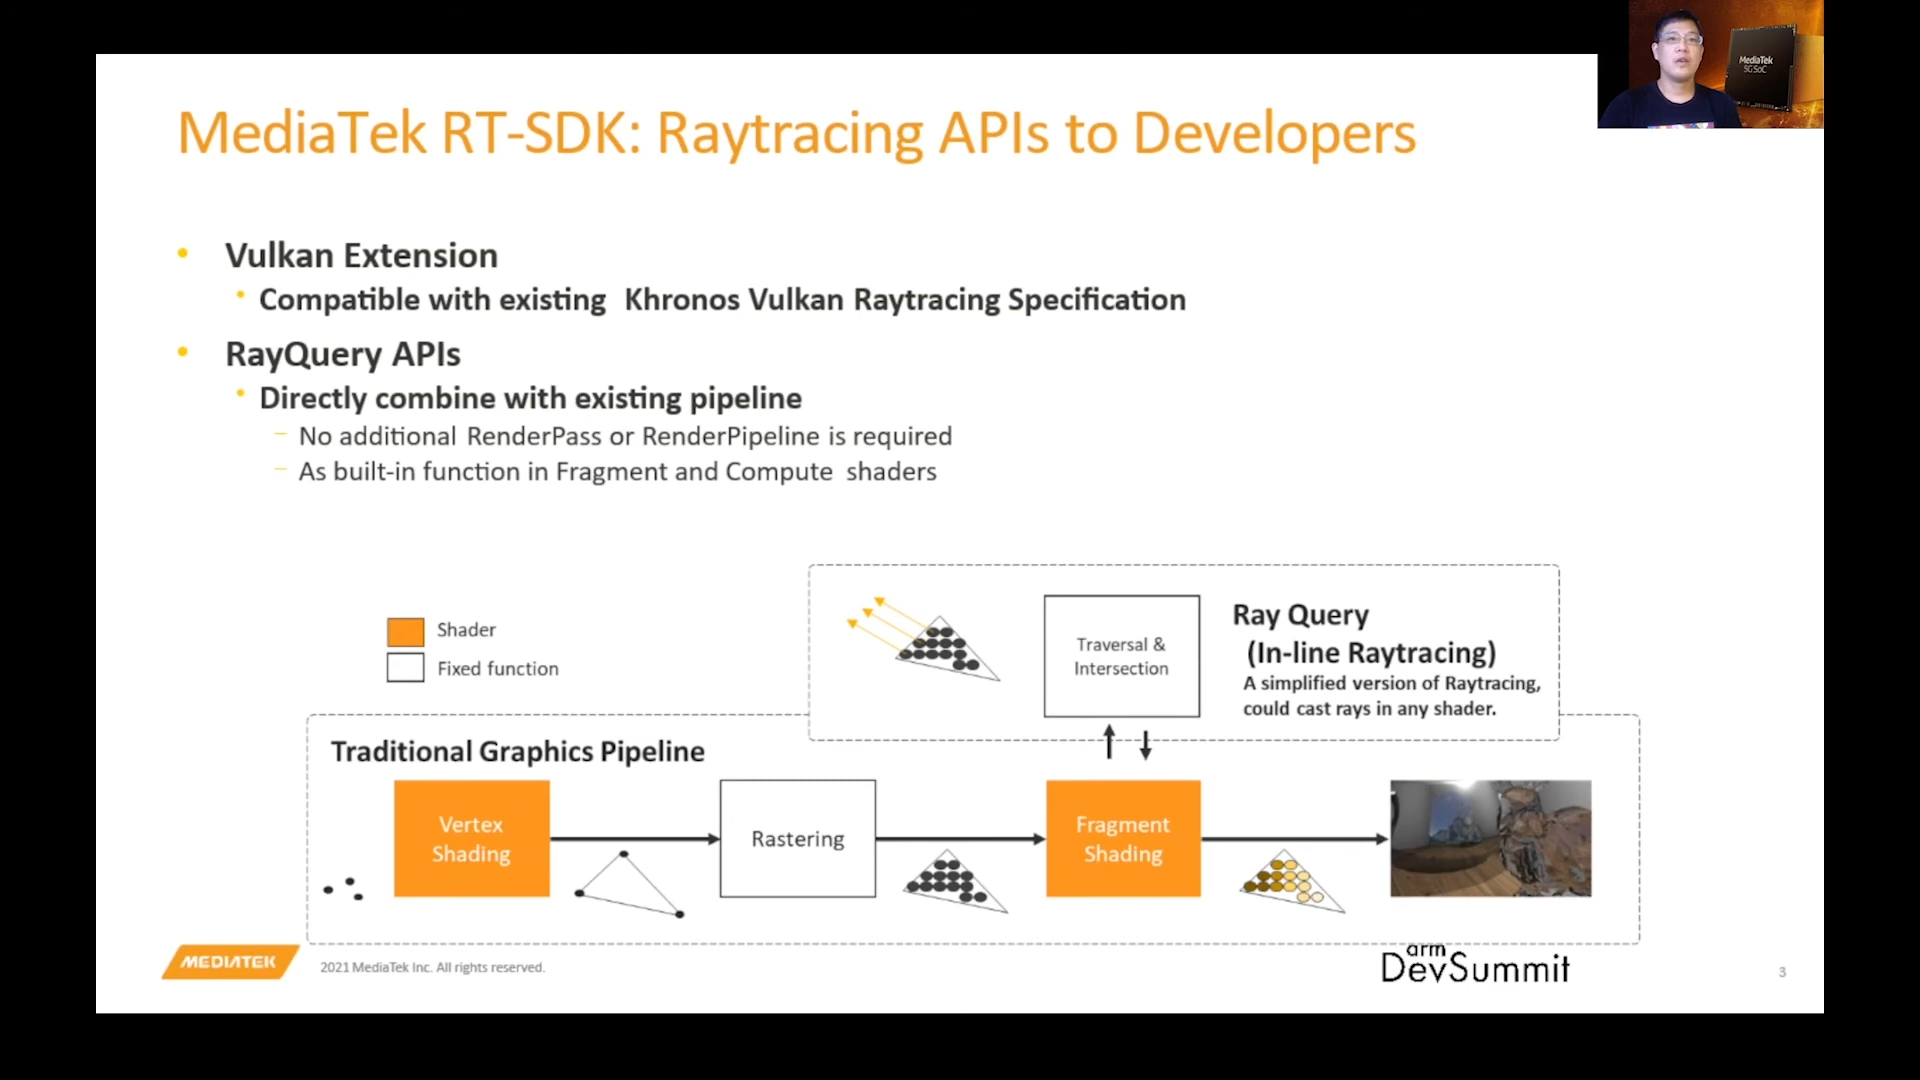 MediaTek
5G SoC
MediaTek RT-SDK: Raytracing APIs to Developers
• Vulkan Extension
• Compatible with existing Khronos Vulkan Raytracing Specification
• RayQuery APIs
• Directly combine with existing pipeline
– No additional RenderPass or RenderPipeline is required
– As built-in function in Fragment and Compute shaders
Shader
Fixed function
Traversal &
Intersection
Ray Query
(In-line Raytracing)
A simplified version of Raytracing,
could cast rays in any shader.
Traditional Graphics Pipeline
Vertex
Shading
Rastering
Fragment
Shading
MEDIATEK
2021 MediaTek Inc. All rights reserved.
arm
DevSummit
3